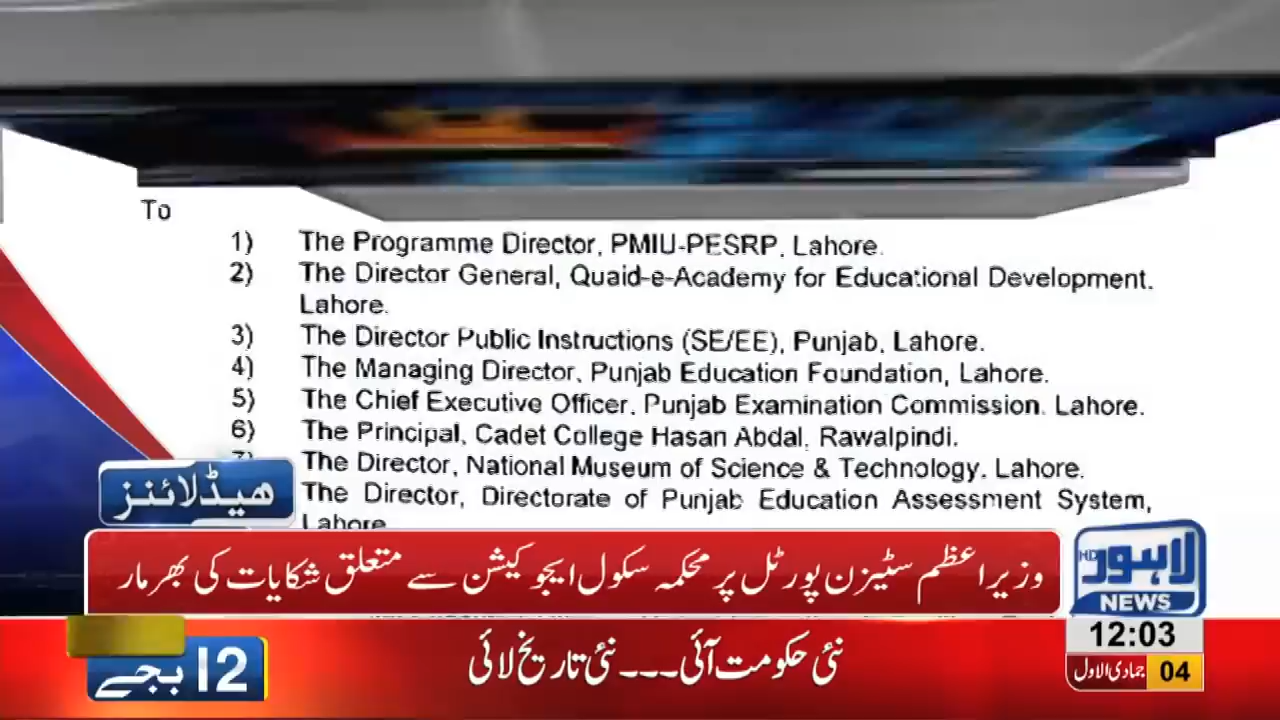 To
1) The Programme Director, PMIU-PESRP, Lahore.
2) The Director General, Quaid-e-Academy for Educational Development.
Lahore.
3) The Director Public Instructions (SE/EE), Punjab, Lahore.
4) The Managing Director, Punjab Education Foundation, Lahore.
5) The Chief Executive Officer, Punjab Examination Commission. Lahore.
6) The Principal, Cadet College Hasan Abdal, Rawalpindi.
The Director, National Museum of Science & Technology. Lahore.
The Director, Directorate of Punjab Education Assessment System,
Lahore
ھیڈلائنز
وزیراعظم سٹیزن پورٹل پر محکمہ سکول ایجوکیشن سے متعلق شکایات کی بھرمار
لاہور HD
NEWS
12:03
04 جمادی الاول
12 بجے
نئی حکومت آئی۔۔۔ نئی تاریخ لائی